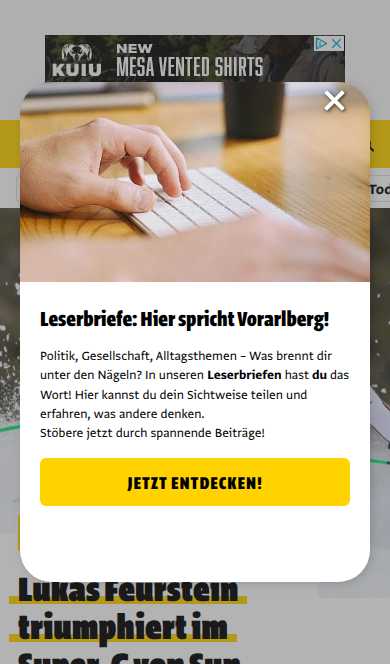 NEW
KUIU
MESA VENTED SHIRTS
Tod
Leserbriefe: Hier spricht Vorarlberg!
Politik, Gesellschaft, Alltagsthemen – Was brennt dir
unter den Nägeln? In unseren Leserbriefen hast du das
Wort! Hier kannst du dein Sichtweise teilen und
erfahren, was andere denken.
Stöbere jetzt durch spannende Beiträge!
JETZT ENTDECKEN!
Lukas Feurstein
triumphiert im
Super-G von Sun